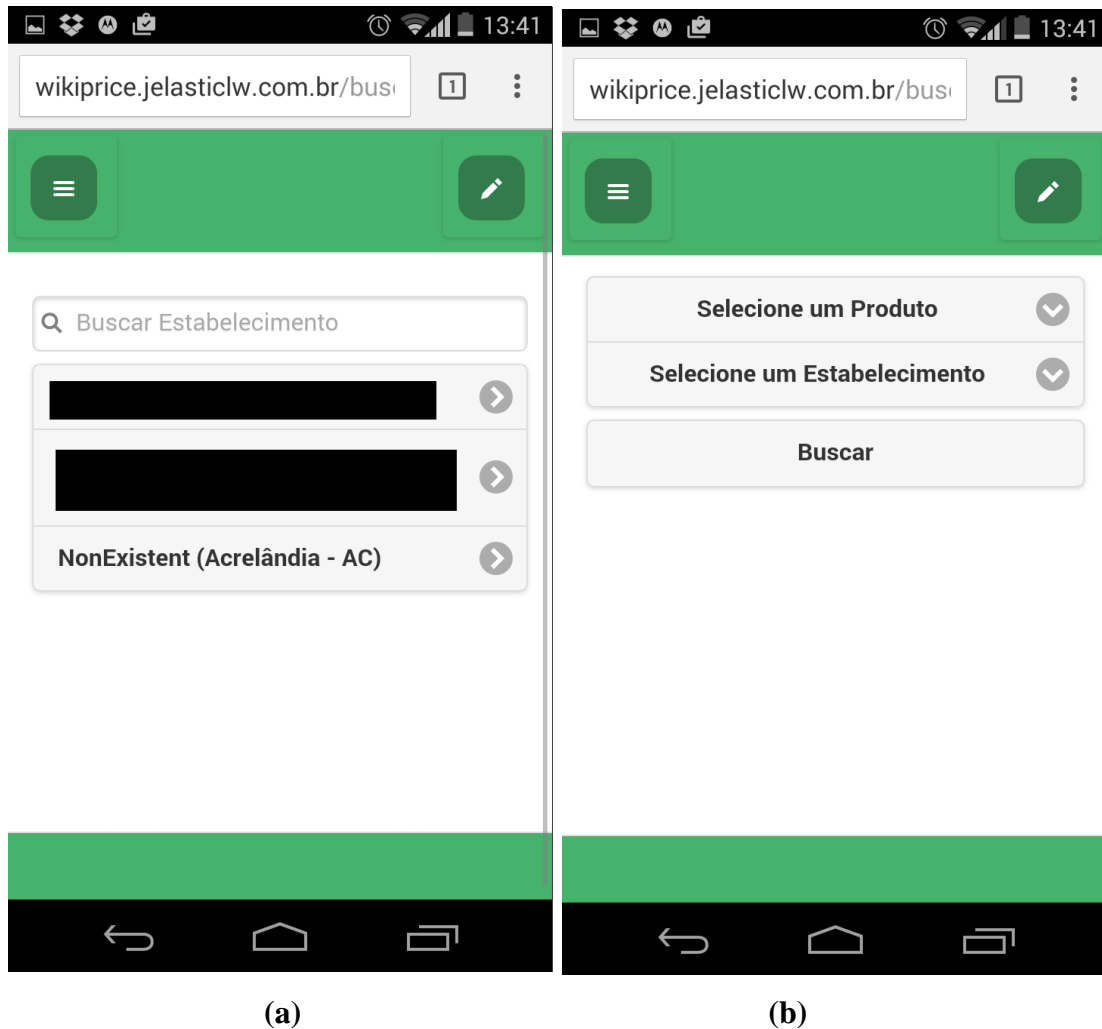 13:41
wikiprice.jelasticlw.com.br/bus
1
Buscar Estabelecimento
NonExistent (Acrelândia - AC)
(a)
13:41
wikiprice.jelasticlw.com.br/bus
1
Selecione um Produto
Selecione um Estabelecimento
Buscar
(b)